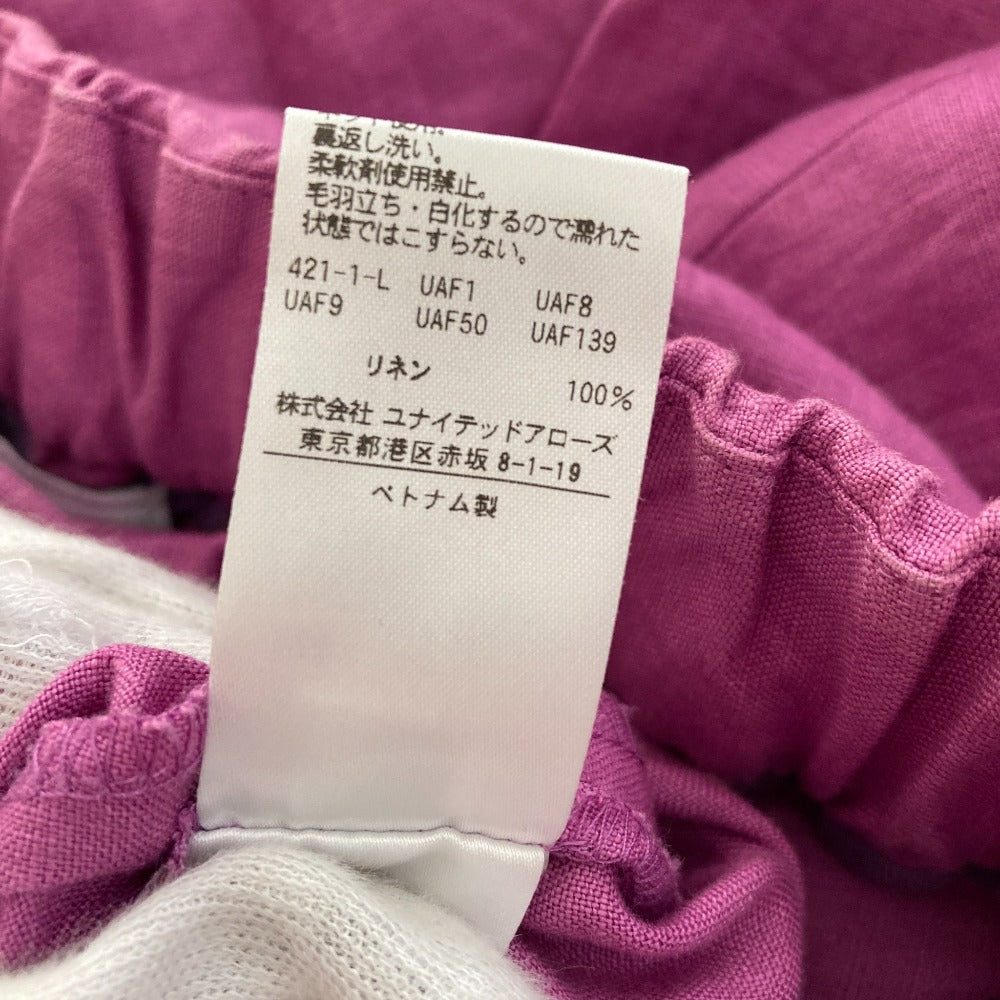 裏返し洗い。
柔軟剤使用禁止。
毛羽立ち・白化するので濡れた
状態ではこすらない。
421-1-L UAF1 UAF8
UAF9 UAF50 UAF139
リネン 100%
株式会社 ユナイテッドアローズ
東京都港区赤坂 8-1-19
ベトナム製